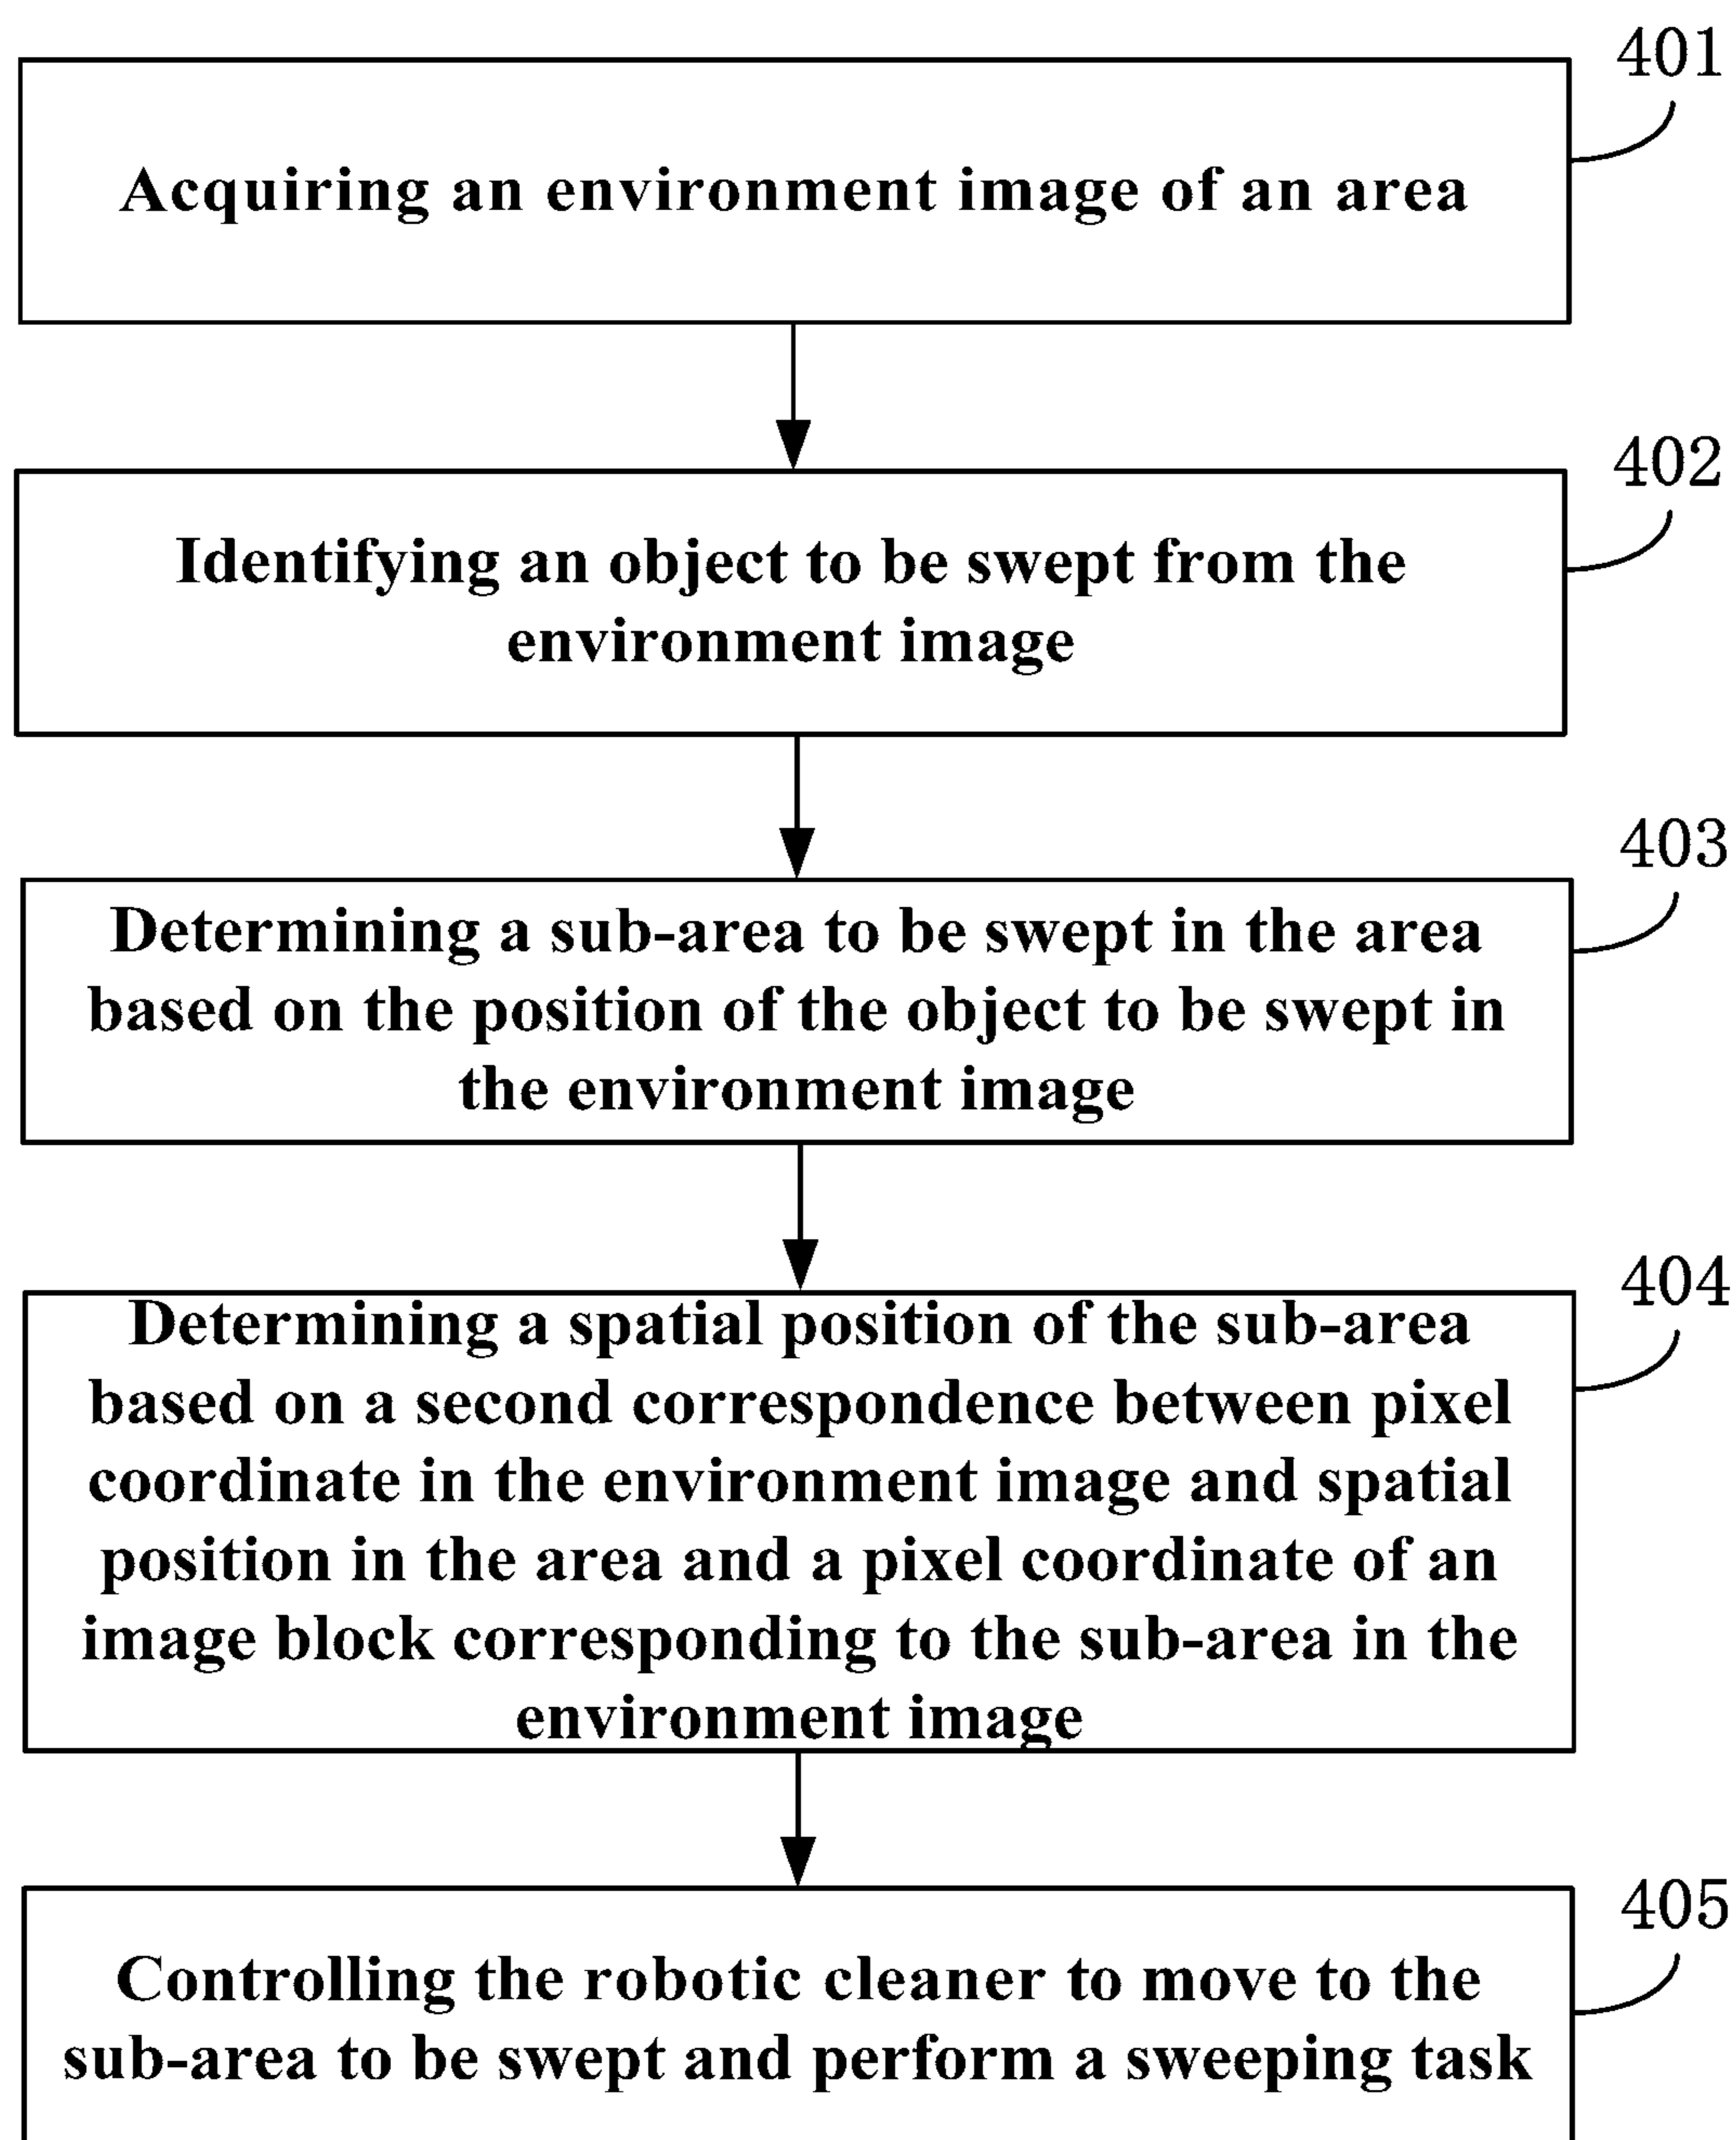 401
Acquiring an environment image of an area
402
Identifying an object to be swept from the
environment image
403
Determining a sub-area to be swept in the area
based on the position of the object to be swept in
the environment image
404
Determining a spatial position of the sub-area
based on a second correspondence between pixel
coordinate in the environment image and spatial
position in the area and a pixel coordinate of an
image block corresponding to the sub-area in the
environment image
405
Controlling the robotic cleaner to move to the
sub-area to be swept and perform a sweeping task